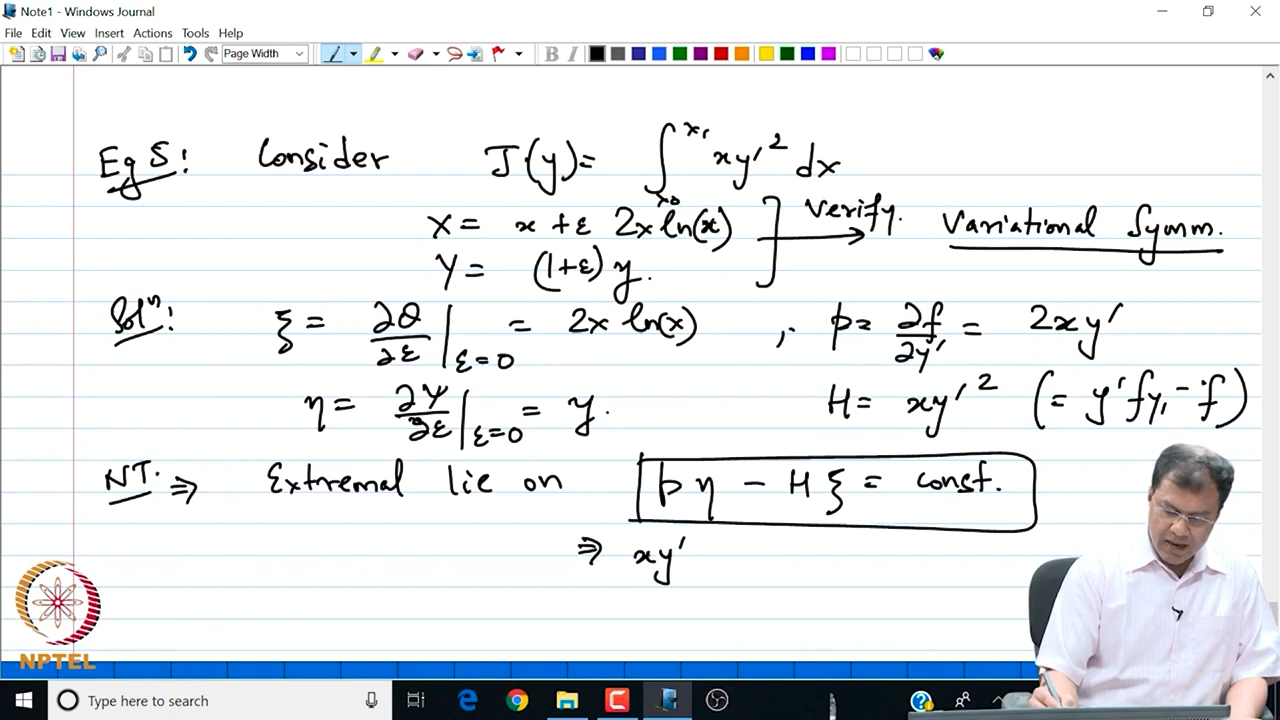 Note1 - Windows Journal
File Edit View Insert Actions Tools Help
Page Width
B I
Eg 5: Consider J(y) = ∫_{x₀}^{x₁} xy'² dx
X = x + ε 2x ln(x)
Y = (1+ε) y.
Verify. Variational Symm.
Solⁿ: ξ = ∂θ/∂ε |_{ε=0} = 2x ln(x) , p = ∂f/∂y' = 2xy'
η = ∂ψ/∂ε |_{ε=0} = y. H = xy'² (= y' f_{y'} - f)
NT. ⇒ Extremal lie on pη - Hξ = const.
⇒ xy'
NPTEL
Type here to search